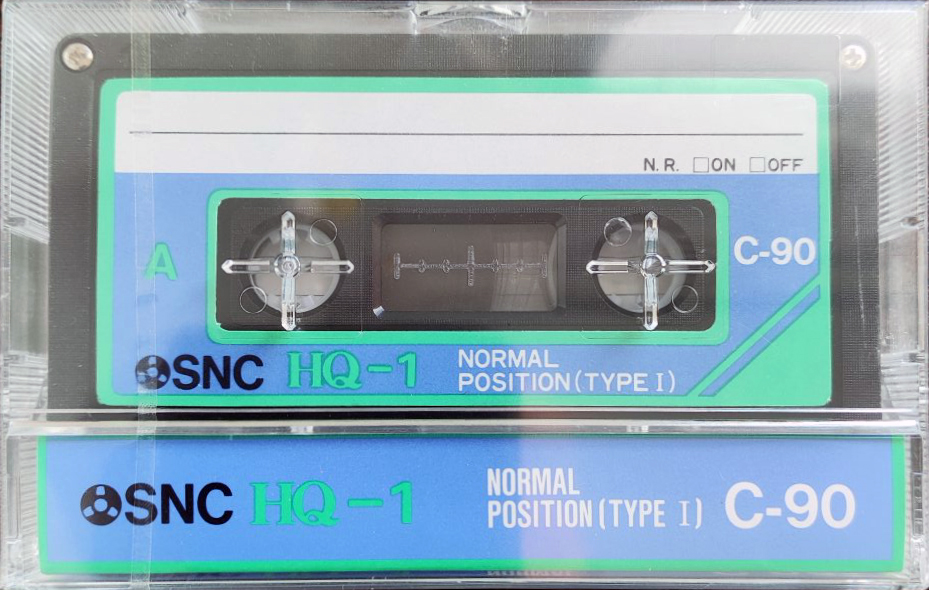 N.R. □ON □OFF
A
C-90
SNC HQ-1
NORMAL
POSITION(TYPE I)
SNC HQ-1
NORMAL
POSITION(TYPE I)
C-90